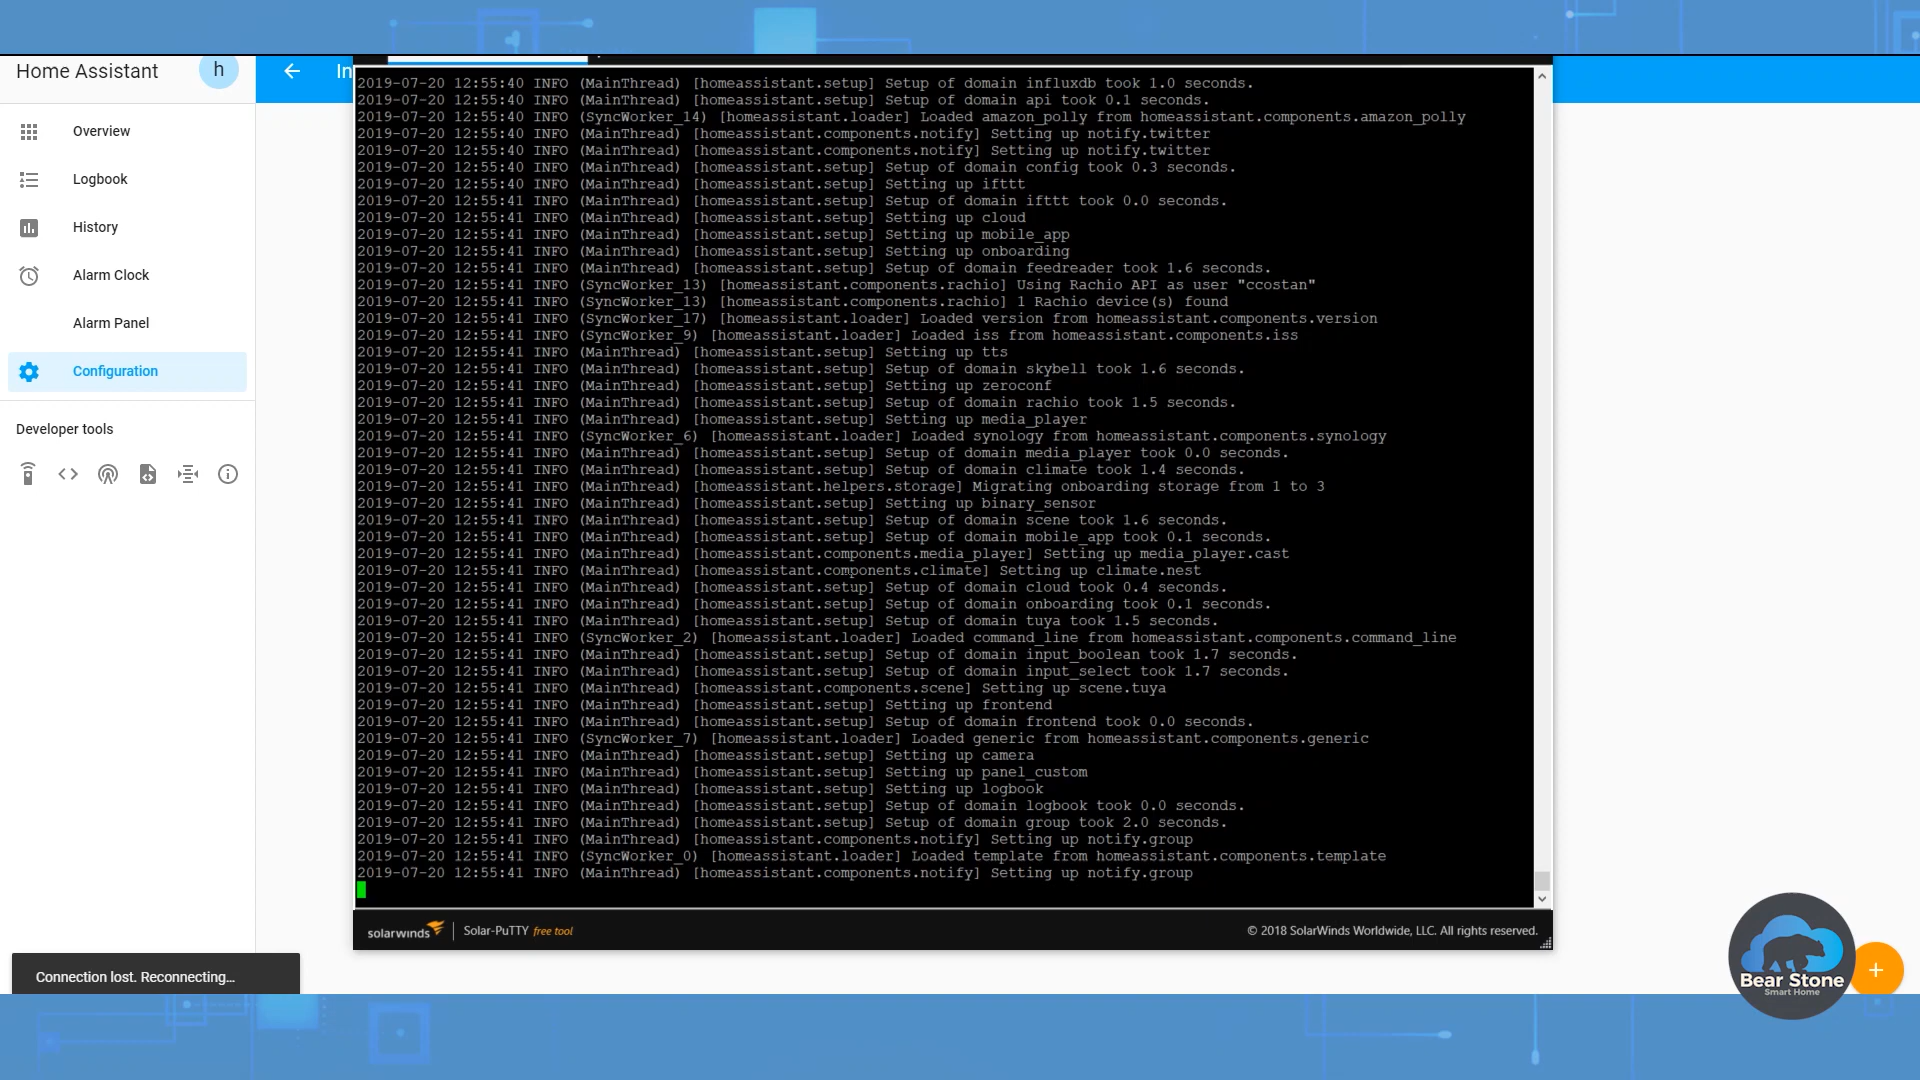 Home Assistant
h
In
Overview
Logbook
History
Alarm Clock
Alarm Panel
Configuration
Developer tools
2019-07-20 12:55:40 INFO (MainThread) [homeassistant.setup] Setup of domain influxdb took 1.0 seconds.
2019-07-20 12:55:40 INFO (MainThread) [homeassistant.setup] Setup of domain api took 0.1 seconds.
2019-07-20 12:55:40 INFO (SyncWorker_14) [homeassistant.loader] Loaded amazon_polly from homeassistant.components.amazon_polly
2019-07-20 12:55:40 INFO (MainThread) [homeassistant.components.notify] Setting up notify.twitter
2019-07-20 12:55:40 INFO (MainThread) [homeassistant.components.notify] Setting up notify.twitter
2019-07-20 12:55:40 INFO (MainThread) [homeassistant.setup] Setup of domain config took 0.3 seconds.
2019-07-20 12:55:40 INFO (MainThread) [homeassistant.setup] Setting up ifttt
2019-07-20 12:55:41 INFO (MainThread) [homeassistant.setup] Setup of domain ifttt took 0.0 seconds.
2019-07-20 12:55:41 INFO (MainThread) [homeassistant.setup] Setting up cloud
2019-07-20 12:55:41 INFO (MainThread) [homeassistant.setup] Setting up mobile_app
2019-07-20 12:55:41 INFO (MainThread) [homeassistant.setup] Setting up onboarding
2019-07-20 12:55:41 INFO (MainThread) [homeassistant.setup] Setup of domain feedreader took 1.6 seconds.
2019-07-20 12:55:41 INFO (SyncWorker_13) [homeassistant.components.rachio] Using Rachio API as user "ccostan"
2019-07-20 12:55:41 INFO (SyncWorker_13) [homeassistant.components.rachio] 1 Rachio device(s) found
2019-07-20 12:55:41 INFO (SyncWorker_17) [homeassistant.loader] Loaded version from homeassistant.components.version
2019-07-20 12:55:41 INFO (SyncWorker_9) [homeassistant.loader] Loaded iss from homeassistant.components.iss
2019-07-20 12:55:41 INFO (MainThread) [homeassistant.setup] Setting up tts
2019-07-20 12:55:41 INFO (MainThread) [homeassistant.setup] Setup of domain skybell took 1.6 seconds.
2019-07-20 12:55:41 INFO (MainThread) [homeassistant.setup] Setting up zeroconf
2019-07-20 12:55:41 INFO (MainThread) [homeassistant.setup] Setup of domain rachio took 1.5 seconds.
2019-07-20 12:55:41 INFO (MainThread) [homeassistant.setup] Setting up media_player
2019-07-20 12:55:41 INFO (SyncWorker_6) [homeassistant.loader] Loaded synology from homeassistant.components.synology
2019-07-20 12:55:41 INFO (MainThread) [homeassistant.setup] Setup of domain media_player took 0.0 seconds.
2019-07-20 12:55:41 INFO (MainThread) [homeassistant.setup] Setup of domain climate took 1.4 seconds.
2019-07-20 12:55:41 INFO (MainThread) [homeassistant.helpers.storage] Migrating onboarding storage from 1 to 3
2019-07-20 12:55:41 INFO (MainThread) [homeassistant.setup] Setting up binary_sensor
2019-07-20 12:55:41 INFO (MainThread) [homeassistant.setup] Setup of domain scene took 1.6 seconds.
2019-07-20 12:55:41 INFO (MainThread) [homeassistant.setup] Setup of domain mobile_app took 0.1 seconds.
2019-07-20 12:55:41 INFO (MainThread) [homeassistant.components.media_player] Setting up media_player.cast
2019-07-20 12:55:41 INFO (MainThread) [homeassistant.components.climate] Setting up climate.nest
2019-07-20 12:55:41 INFO (MainThread) [homeassistant.setup] Setup of domain cloud took 0.4 seconds.
2019-07-20 12:55:41 INFO (MainThread) [homeassistant.setup] Setup of domain onboarding took 0.1 seconds.
2019-07-20 12:55:41 INFO (MainThread) [homeassistant.setup] Setup of domain tuya took 1.5 seconds.
2019-07-20 12:55:41 INFO (SyncWorker_2) [homeassistant.loader] Loaded command_line from homeassistant.components.command_line
2019-07-20 12:55:41 INFO (MainThread) [homeassistant.setup] Setup of domain input_boolean took 1.7 seconds.
2019-07-20 12:55:41 INFO (MainThread) [homeassistant.setup] Setup of domain input_select took 1.7 seconds.
2019-07-20 12:55:41 INFO (MainThread) [homeassistant.components.scene] Setting up scene.tuya
2019-07-20 12:55:41 INFO (MainThread) [homeassistant.setup] Setting up frontend
2019-07-20 12:55:41 INFO (MainThread) [homeassistant.setup] Setup of domain frontend took 0.0 seconds.
2019-07-20 12:55:41 INFO (SyncWorker_7) [homeassistant.loader] Loaded generic from homeassistant.components.generic
2019-07-20 12:55:41 INFO (MainThread) [homeassistant.setup] Setting up camera
2019-07-20 12:55:41 INFO (MainThread) [homeassistant.setup] Setting up panel_custom
2019-07-20 12:55:41 INFO (MainThread) [homeassistant.setup] Setting up logbook
2019-07-20 12:55:41 INFO (MainThread) [homeassistant.setup] Setup of domain logbook took 0.0 seconds.
2019-07-20 12:55:41 INFO (MainThread) [homeassistant.setup] Setup of domain group took 2.0 seconds.
2019-07-20 12:55:41 INFO (MainThread) [homeassistant.components.notify] Setting up notify.group
2019-07-20 12:55:41 INFO (SyncWorker_0) [homeassistant.loader] Loaded template from homeassistant.components.template
2019-07-20 12:55:41 INFO (MainThread) [homeassistant.components.notify] Setting up notify.group
solarwinds Solar-PuTTY free tool
© 2018 SolarWinds Worldwide, LLC. All rights reserved.
Connection lost. Reconnecting...
Bear Stone
Smart Home